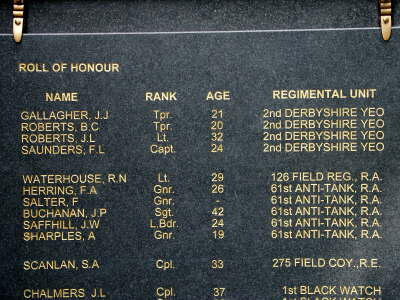 ROLL OF HONOUR
NAME RANK AGE REGIMENTAL UNIT
GALLAGHER, J.J Tpr. 21 2nd DERBYSHIRE YEO
ROBERTS, B.C Tpr. 20 2nd DERBYSHIRE YEO
ROBERTS, J.L Lt. 32 2nd DERBYSHIRE YEO
SAUNDERS, F.L Capt. 24 2nd DERBYSHIRE YEO
WATERHOUSE, R.N Lt. 29 126 FIELD REG., R.A.
HERRING, F.A Gnr. 26 61st ANTI-TANK, R.A.
SALTER, F Gnr. - 61st ANTI-TANK, R.A.
BUCHANAN, J.P Sgt. 42 61st ANTI-TANK, R.A.
SAFFHILL, J.W L.Bdr. 24 61st ANTI-TANK, R.A.
SHARPLES, A Gnr. 19 61st ANTI-TANK, R.A.
SCANLAN, S.A Cpl. 33 275 FIELD COY., R.E.
CHALMERS J.L Cpl. 37 1st BLACK WATCH